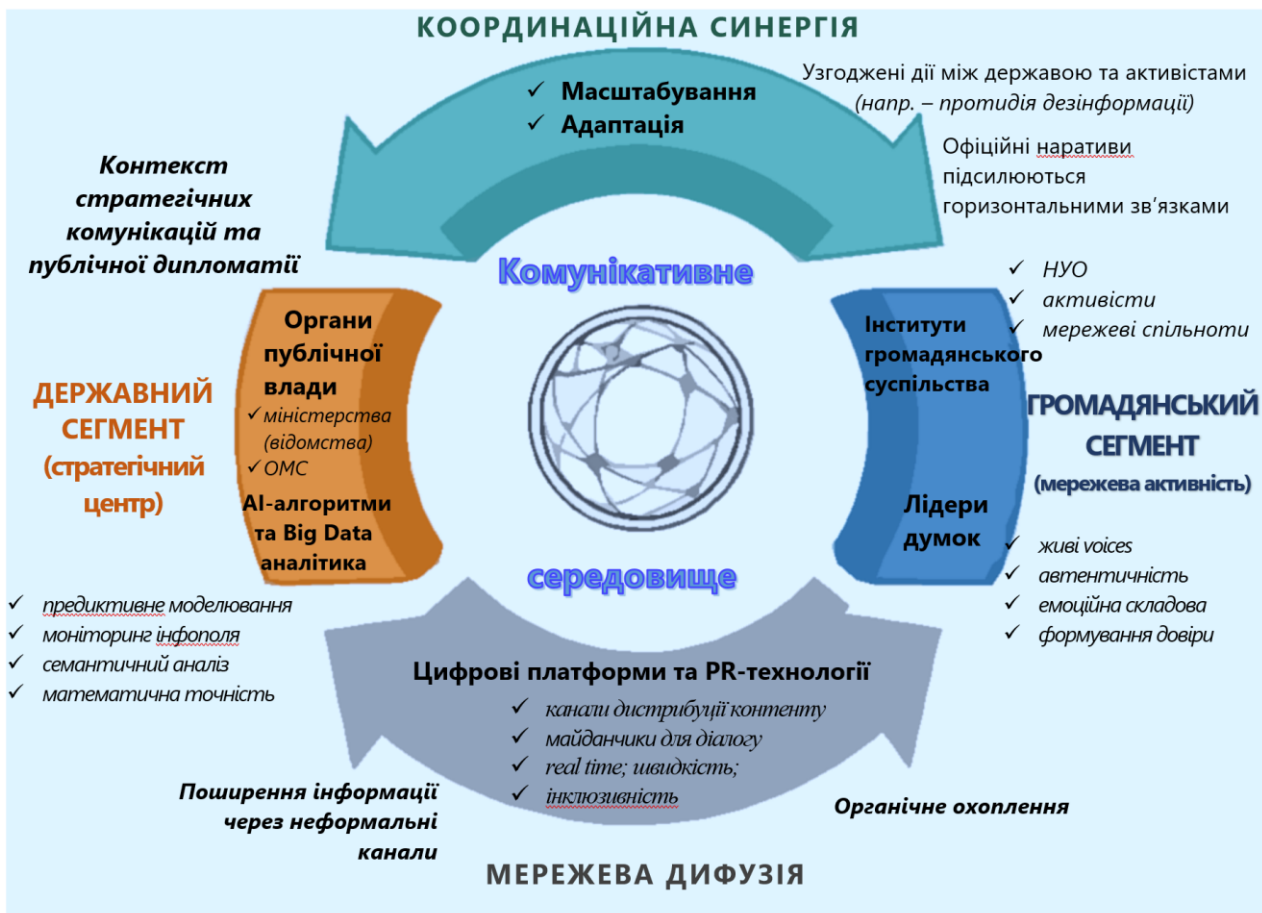 КООРДИНАЦІЙНА СИНЕРГІЯ
✓ Масштабування
✓ Адаптація
Узгоджені дії між державою та активістами
(напр. – протидія дезінформації)
Офіційні наративи
підсилюються
горизонтальними зв'язками
Контекст
стратегічних
комунікацій та
публічної дипломатії
Комунікативне
середовище
ДЕРЖАВНИЙ
СЕГМЕНТ
(стратегічний
центр)
Органи
публічної
влади
✓ міністерства
(відомства)
✓ ОМС
АІ-алгоритми
та Big Data
аналітика
✓ предиктивне моделювання
✓ моніторинг інфополя
✓ семантичний аналіз
✓ математична точність
Інститути
громадянського
суспільства
✓ НУО
✓ активісти
✓ мережеві спільноти
ГРОМАДЯНСЬКИЙ
СЕГМЕНТ
(мережева активність)
Лідери
думок
✓ живі voices
✓ автентичність
✓ емоційна складова
✓ формування довіри
Цифрові платформи та PR-технології
✓ канали дистрибуції контенту
✓ майданчики для діалогу
✓ real time; швидкість;
✓ інклюзивність
Поширення інформації
через неформальні
канали
Органічне охоплення
МЕРЕЖЕВА ДИФУЗІЯ